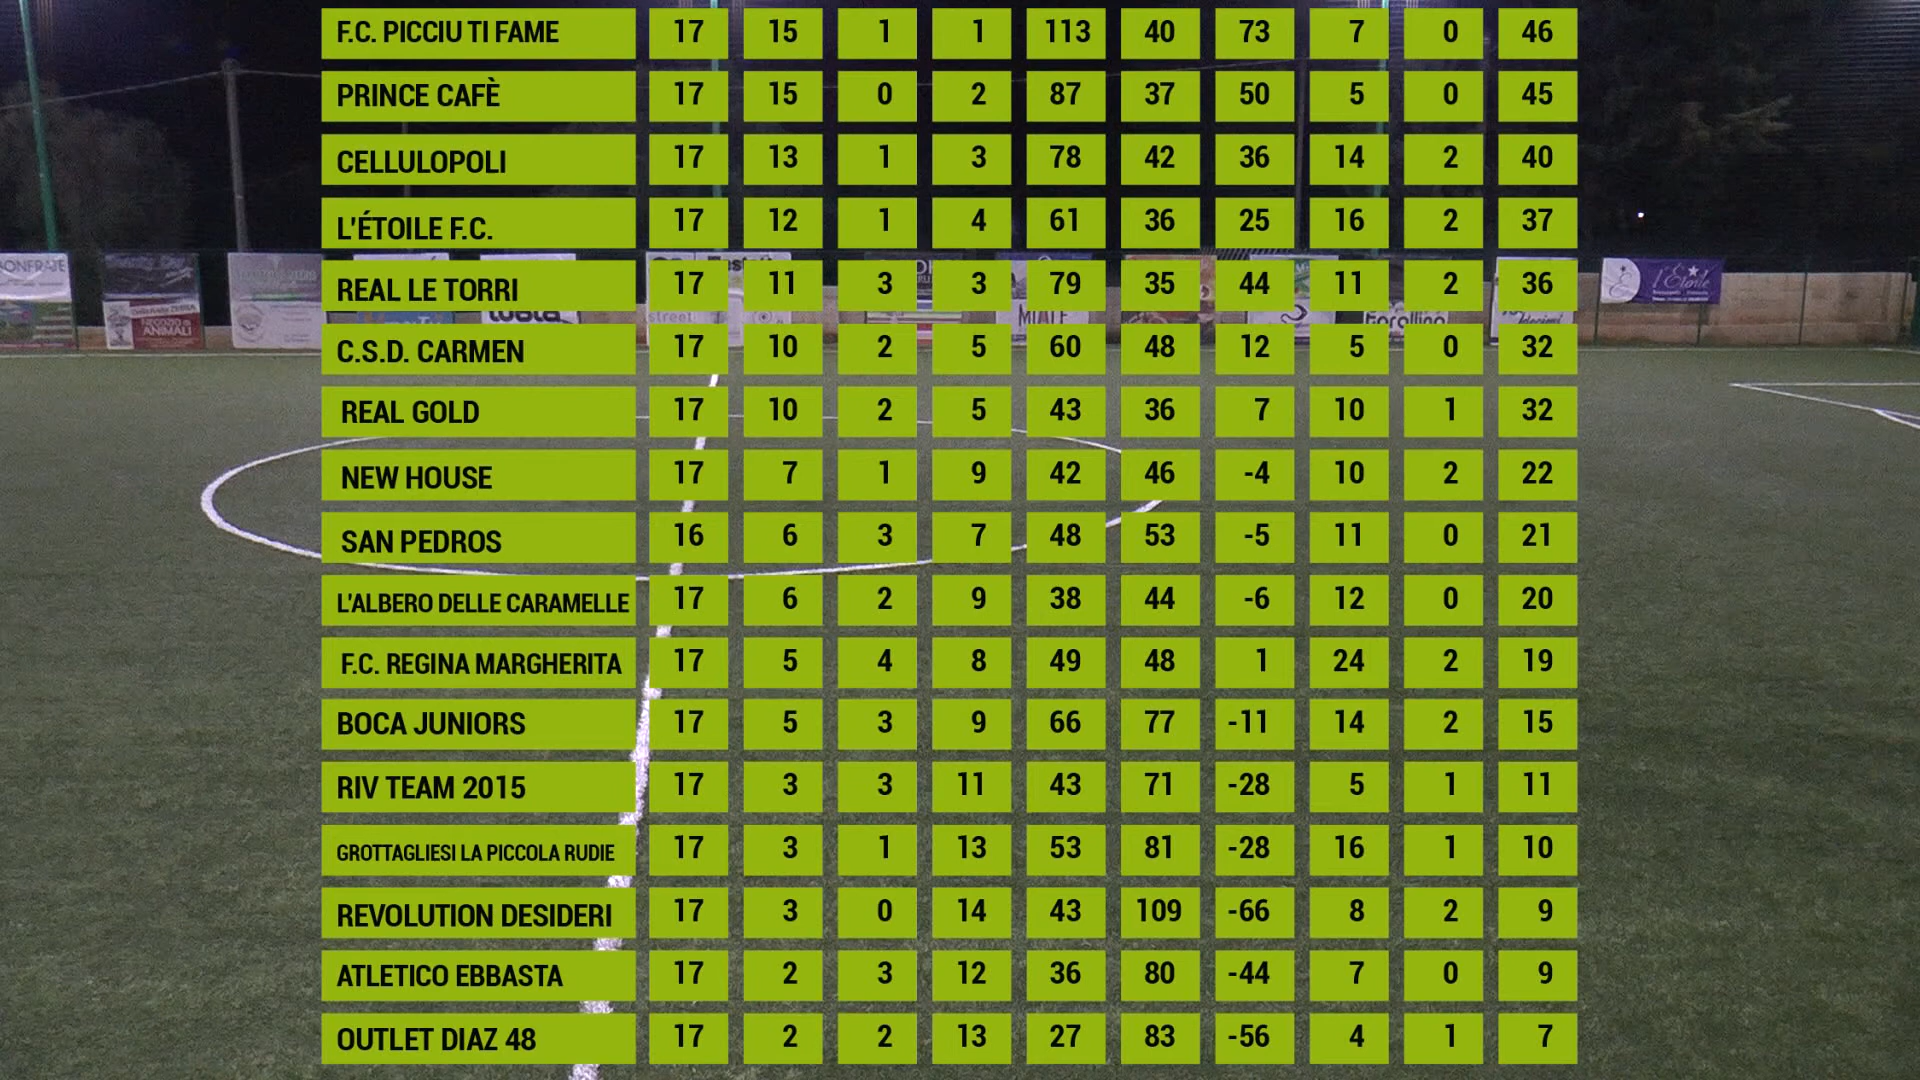 F.C. PICCIU TI FAME 17 15 1 1 113 40 73 7 0 46
PRINCE CAFÈ 17 15 0 2 87 37 50 5 0 45
CELLULOPOLI 17 13 1 3 78 42 36 14 2 40
L'ÉTOILE F.C. 17 12 1 4 61 36 25 16 2 37
REAL LE TORRI 17 11 3 3 79 35 44 11 2 36
C.S.D. CARMEN 17 10 2 5 60 48 12 5 0 32
REAL GOLD 17 10 2 5 43 36 7 10 1 32
NEW HOUSE 17 7 1 9 42 46 -4 10 2 22
SAN PEDROS 16 6 3 7 48 53 -5 11 0 21
L'ALBERO DELLE CARAMELLE 17 6 2 9 38 44 -6 12 0 20
F.C. REGINA MARGHERITA 17 5 4 8 49 48 1 24 2 19
BOCA JUNIORS 17 5 3 9 66 77 -11 14 2 15
RIV TEAM 2015 17 3 3 11 43 71 -28 5 1 11
GROTTAGLIESI LA PICCOLA RUDIE 17 3 1 13 53 81 -28 16 1 10
REVOLUTION DESIDERI 17 3 0 14 43 109 -66 8 2 9
ATLETICO EBBASTA 17 2 3 12 36 80 -44 7 0 9
OUTLET DIAZ 48 17 2 2 13 27 83 -56 4 1 7
l'Étoile
ANIMALI
street